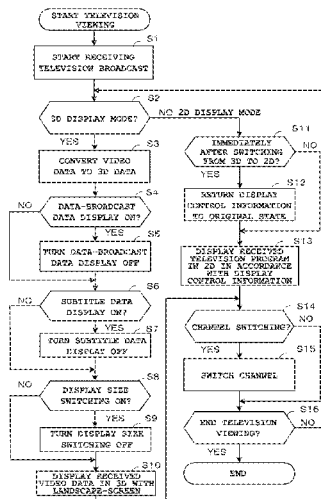 START TELEVISION
VIEWING
S1
START RECEIVING
TELEVISION BROADCAST
S2
3D DISPLAY MODE?
NO 2D DISPLAY MODE
YES
S3
CONVERT VIDEO
DATA TO 3D DATA
S4
NO
DATA-BROADCAST
DATA DISPLAY ON?
YES
S5
TURN DATA-BROADCAST
DATA DISPLAY OFF
S6
NO
SUBTITLE DATA
DISPLAY ON?
YES
S7
TURN SUBTITLE DATA
DISPLAY OFF
S8
NO
DISPLAY SIZE
SWITCHING ON?
YES
S9
TURN DISPLAY SIZE
SWITCHING OFF
S10
DISPLAY RECEIVED
VIDEO DATA IN 3D WITH
LANDSCAPE-SCREEN
S11
IMMEDIATELY
AFTER SWITCHING
FROM 3D TO 2D?
NO
YES
S12
RETURN DISPLAY
CONTROL INFORMATION
TO ORIGINAL STATE
S13
DISPLAY RECEIVED
TELEVISION PROGRAM
IN 2D IN ACCORDANCE
WITH DISPLAY
CONTROL INFORMATION
S14
CHANNEL SWITCHING?
NO
YES
S15
SWITCH CHANNEL
S16
END TELEVISION
VIEWING?
NO
YES
END